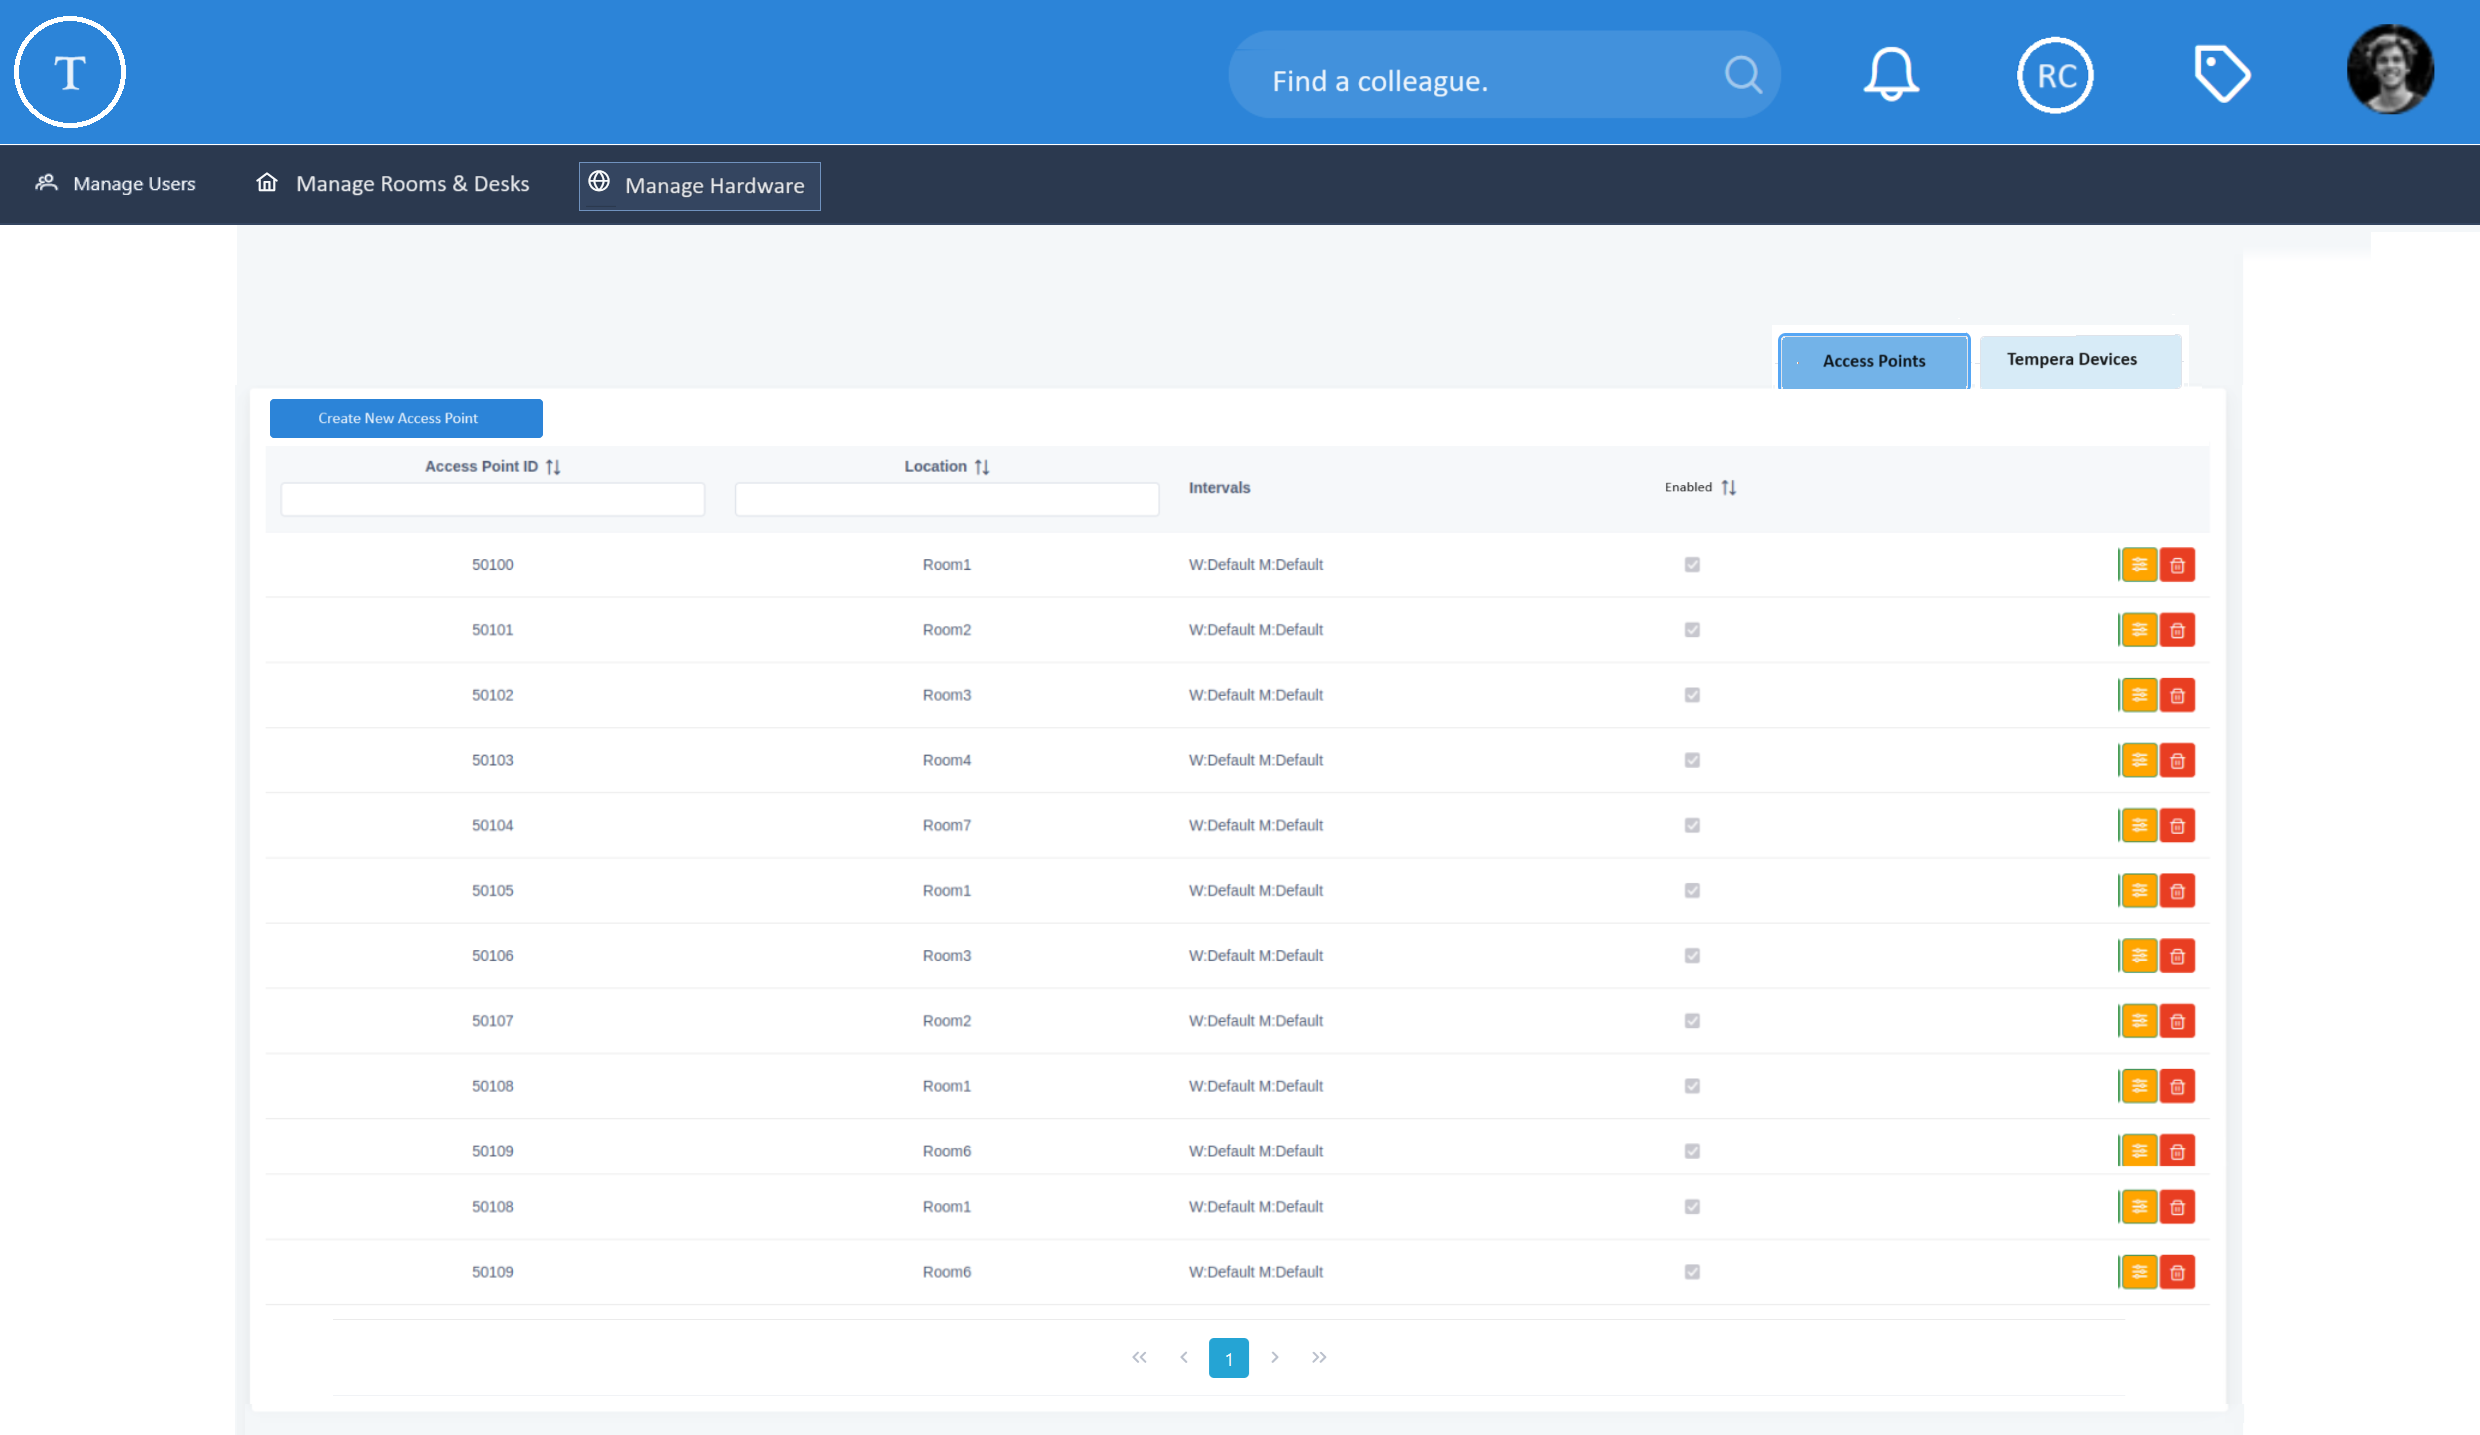 T
Find a colleague.
RC
Manage Users
Manage Rooms & Desks
Manage Hardware
Access Points
Tempera Devices
Create New Access Point
Access Point ID
Location
Intervals
Enabled
50100 Room1 W:Default M:Default
50101 Room2 W:Default M:Default
50102 Room3 W:Default M:Default
50103 Room4 W:Default M:Default
50104 Room7 W:Default M:Default
50105 Room1 W:Default M:Default
50106 Room3 W:Default M:Default
50107 Room2 W:Default M:Default
50108 Room1 W:Default M:Default
50109 Room6 W:Default M:Default
50108 Room1 W:Default M:Default
50109 Room6 W:Default M:Default
1